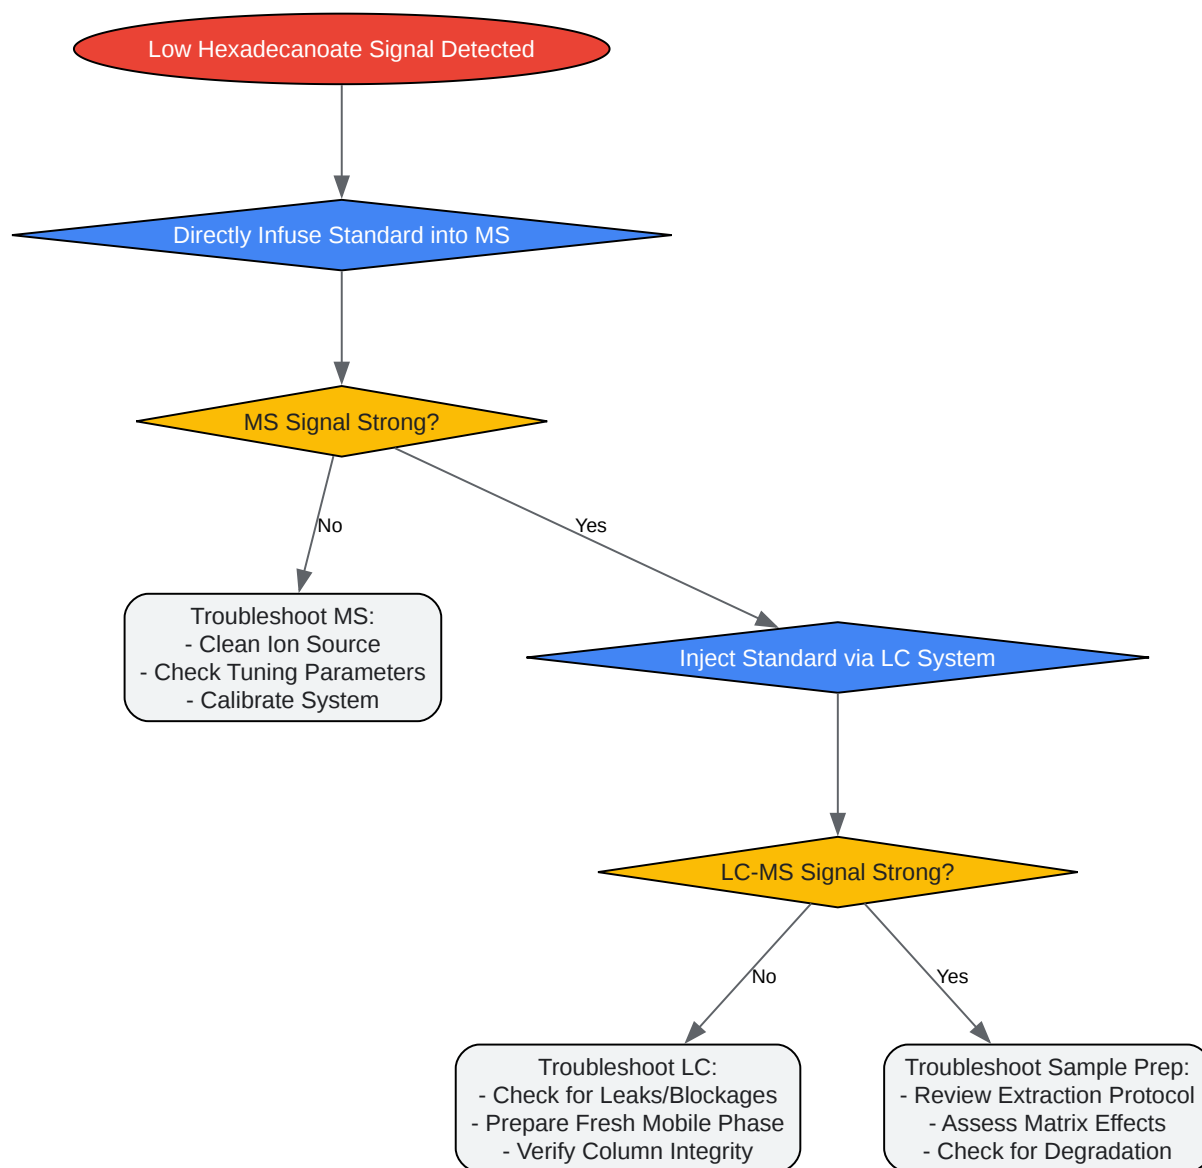 Low Hexadecanoate Signal Detected
Directly Infuse Standard into MS
MS Signal Strong?
No
Yes
Troubleshoot MS:
- Clean Ion Source
- Check Tuning Parameters
- Calibrate System
Inject Standard via LC System
LC-MS Signal Strong?
No
Yes
Troubleshoot LC:
- Check for Leaks/Blockages
- Prepare Fresh Mobile Phase
- Verify Column Integrity
Troubleshoot Sample Prep:
- Review Extraction Protocol
- Assess Matrix Effects
- Check for Degradation